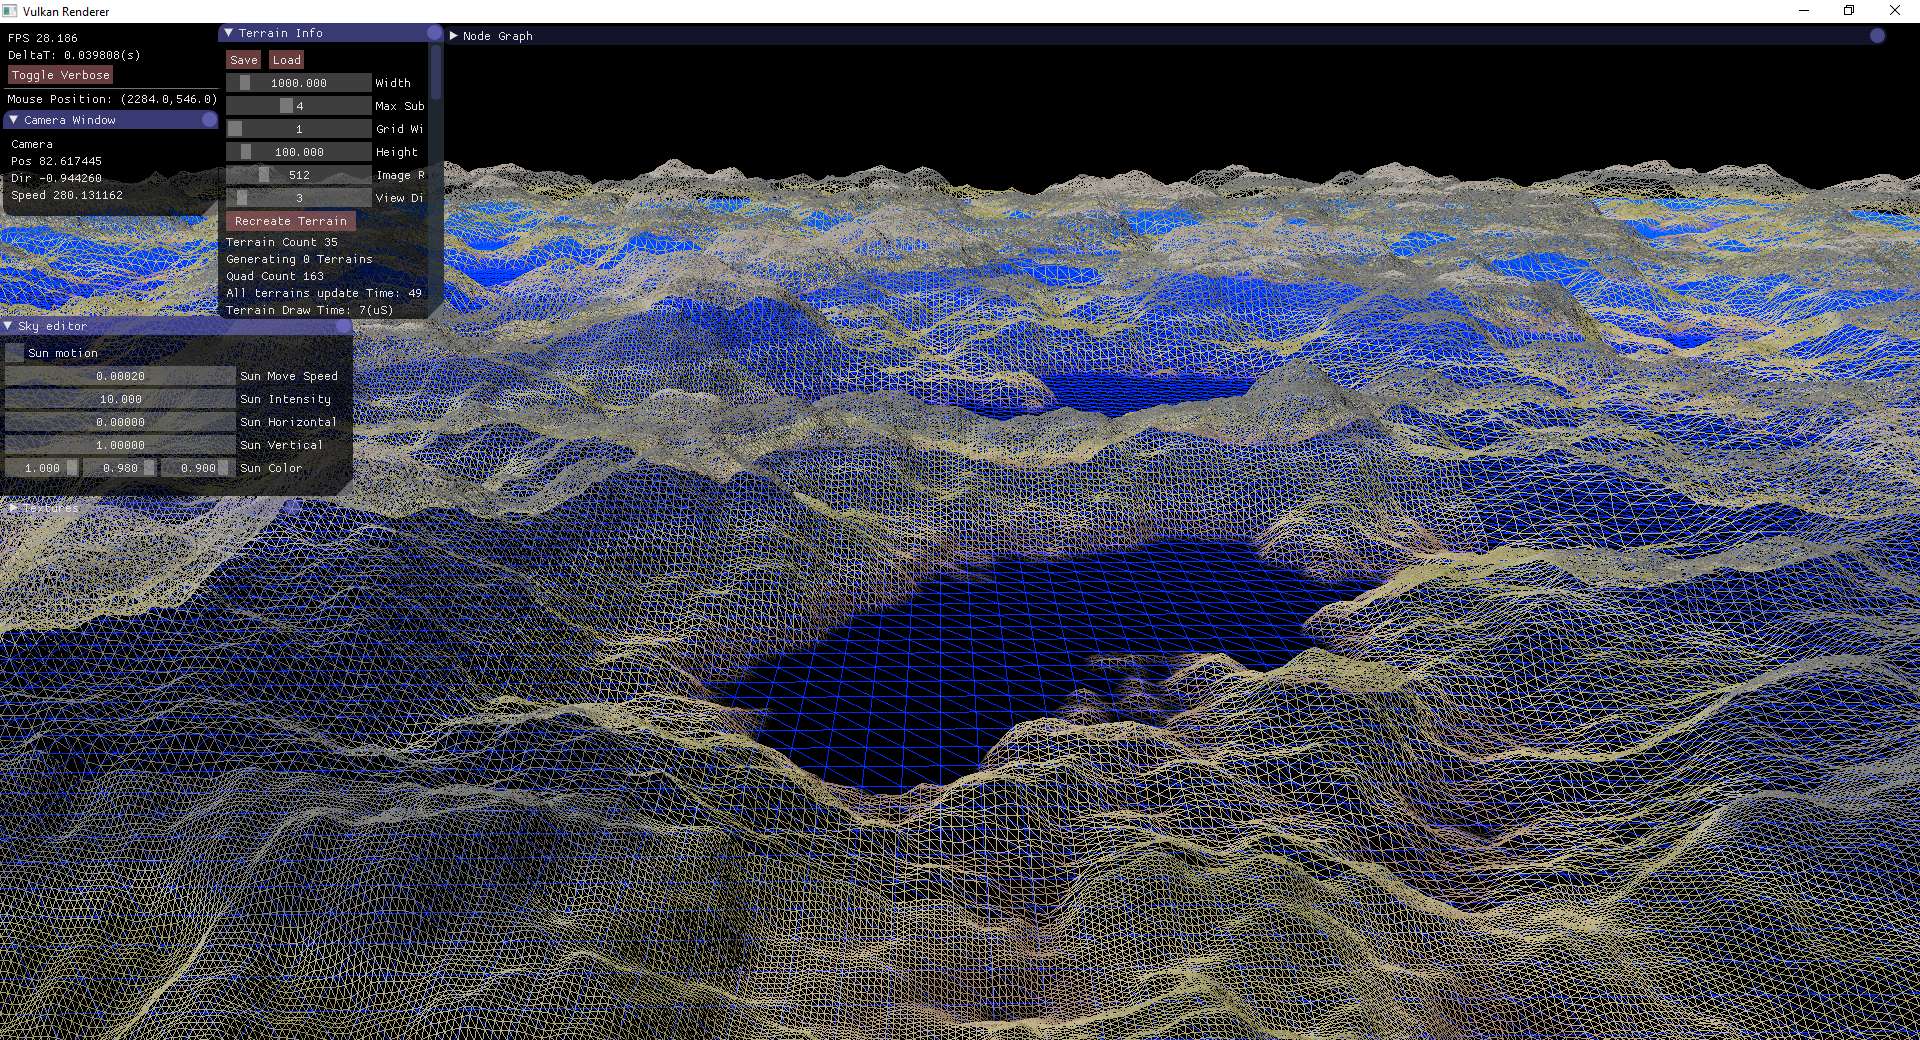 Vulkan Renderer
FPS 28.186
DeltaT: 0.039808(s)
Toggle Verbose
Mouse Position: (2284.0,546.0)
Camera Window
Camera
Pos 82.617445
Dir -0.944260
Speed 280.131162
Terrain Info
Save Load
1000.000 Width
4 Max Sub
1 Grid Wi
100.000 Height
512 Image R
3 View Di
Recreate Terrain
Terrain Count 35
Generating 0 Terrains
Quad Count 163
All terrains update Time: 49
Terrain Draw Time: 7(uS)
Node Graph
Sky editor
Sun motion
0.00020 Sun Move Speed
10.000 Sun Intensity
0.00000 Sun Horizontal
1.00000 Sun Vertical
1.000 0.980 0.900 Sun Color
Textures